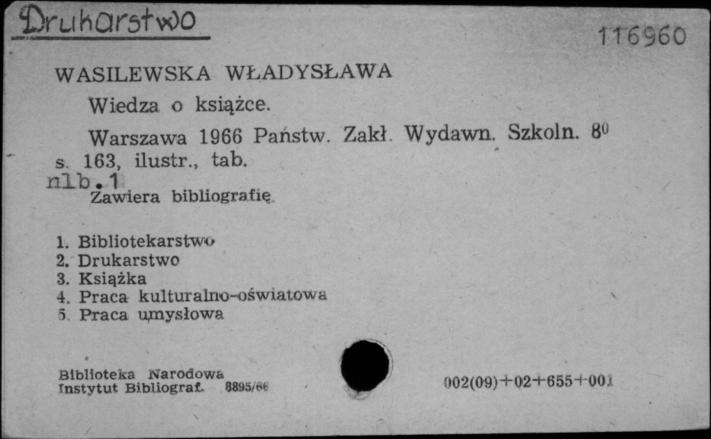 Drukarstwo
116960
WASILEWSKA WŁADYSŁAWA
Wiedza o książce.
Warszawa 1966 Państw. Zakł. Wydawn. Szkoln. 8⁰
s. 163, ilustr., tab.
nlb.1
Zawiera bibliografię.
1. Bibliotekarstwo
2. Drukarstwo
3. Książka
4. Praca kulturalno-oświatowa
5. Praca umysłowa
Biblioteka Narodowa
Instytut Bibliograf. 8895/66
002(09)+02+655+001